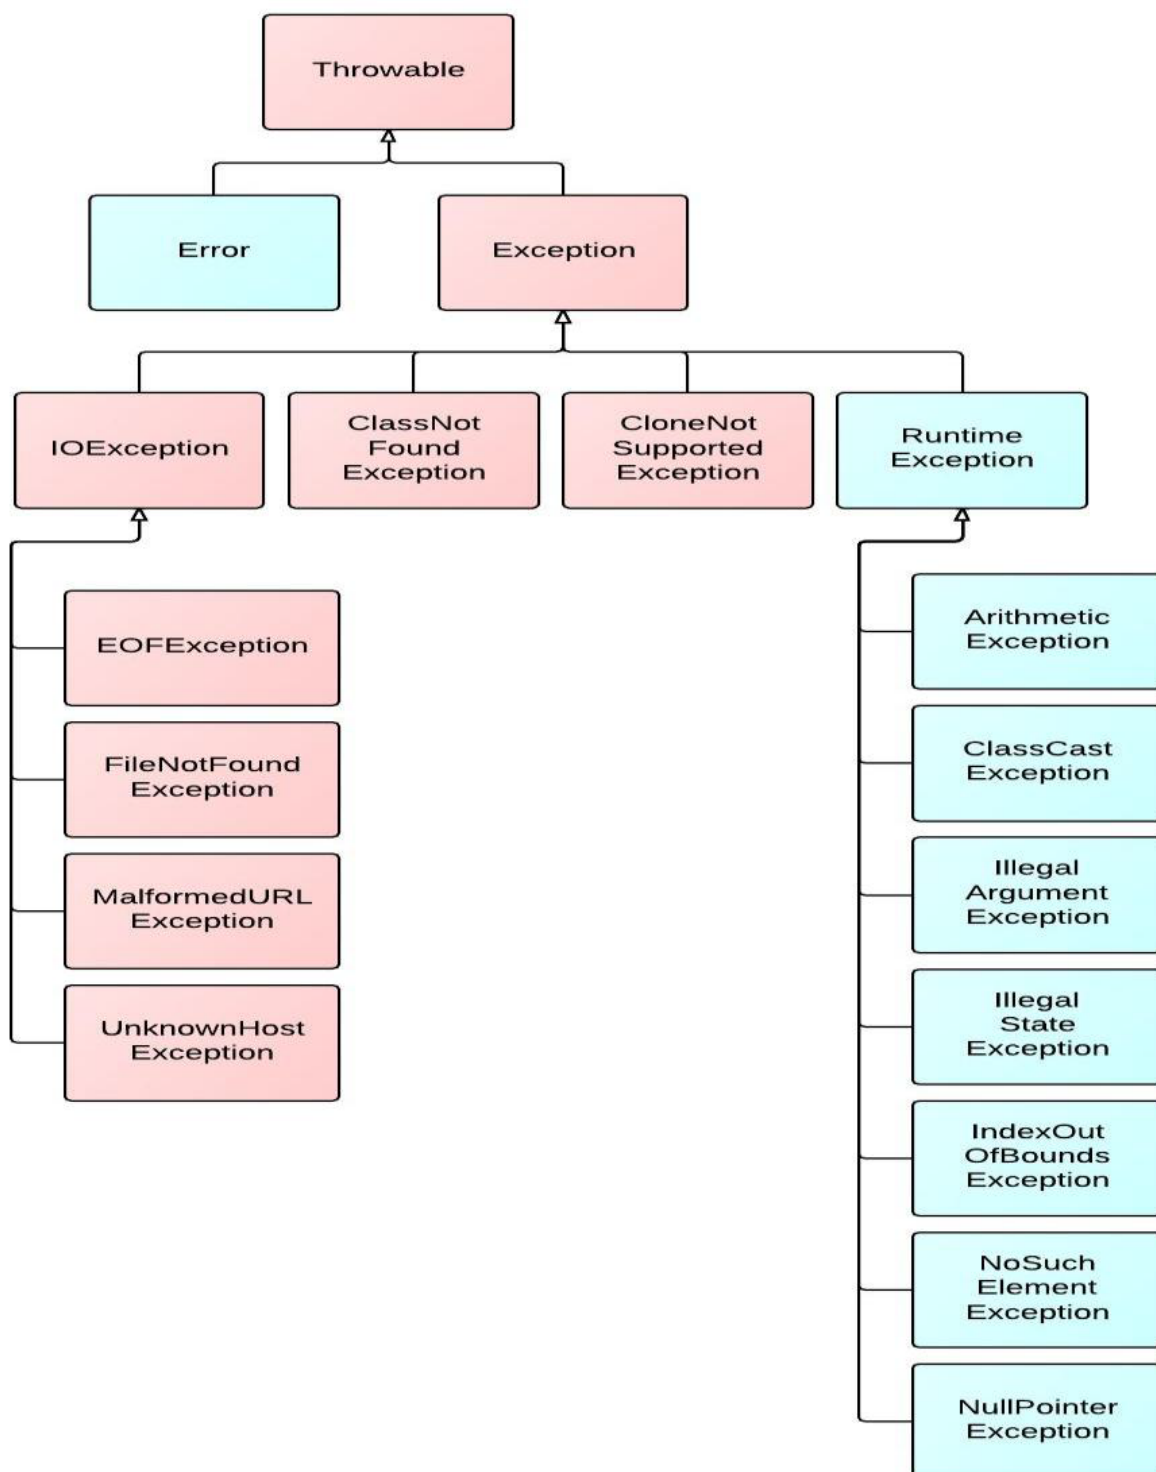 Throwable
Error
Exception
IOException
ClassNot
Found
Exception
CloneNot
Supported
Exception
Runtime
Exception
EOFException
FileNotFound
Exception
MalformedURL
Exception
UnknownHost
Exception
Arithmetic
Exception
ClassCast
Exception
Illegal
Argument
Exception
Illegal
State
Exception
IndexOut
OfBounds
Exception
NoSuch
Element
Exception
NullPointer
Exception